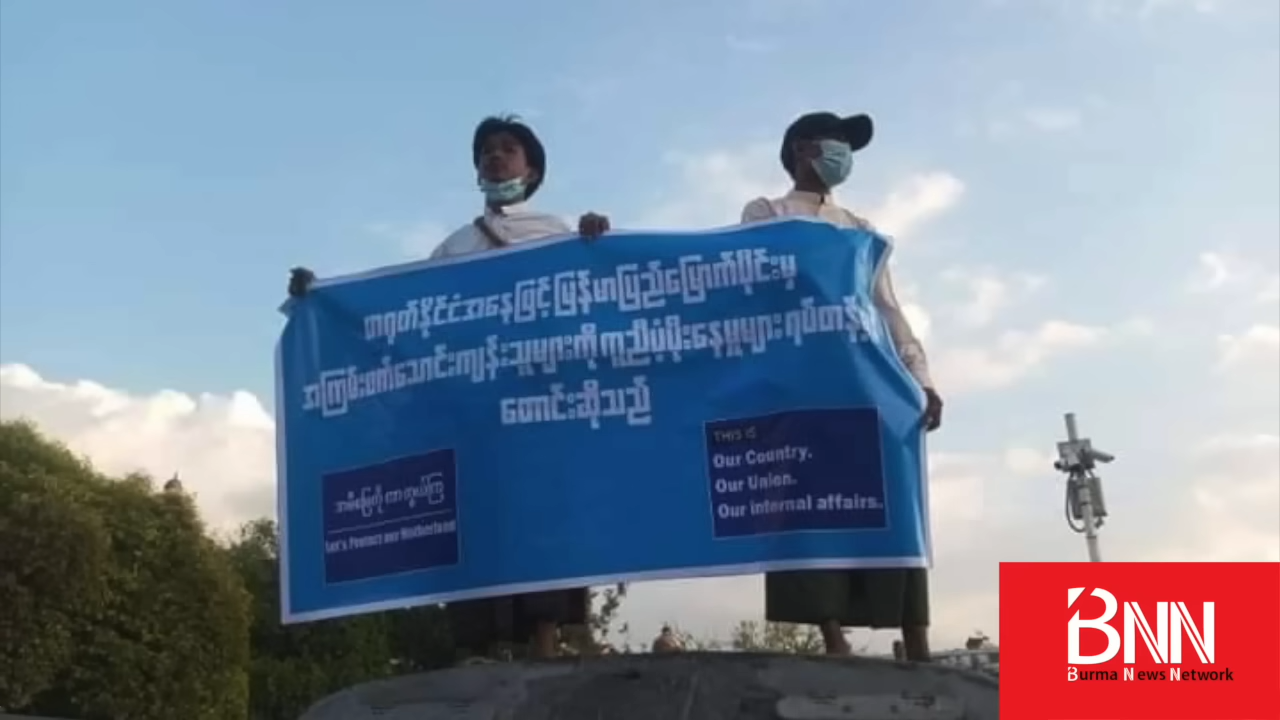 တရုတ်နိုင်ငံအနေဖြင့် မြန်မာပြည်မြောက်ပိုင်းမှ
အကြမ်းဖက်သောင်းကျန်းသူများကို ကူညီပံ့ပိုးနေမှုများ ရပ်တန့်
တောင်းဆိုသည်
အမိမြေကို ကာကွယ်ကြ
Let's Protect our Motherland
THIS IS
Our Country.
Our Union.
Our internal affairs.
BNN
Burma News Network